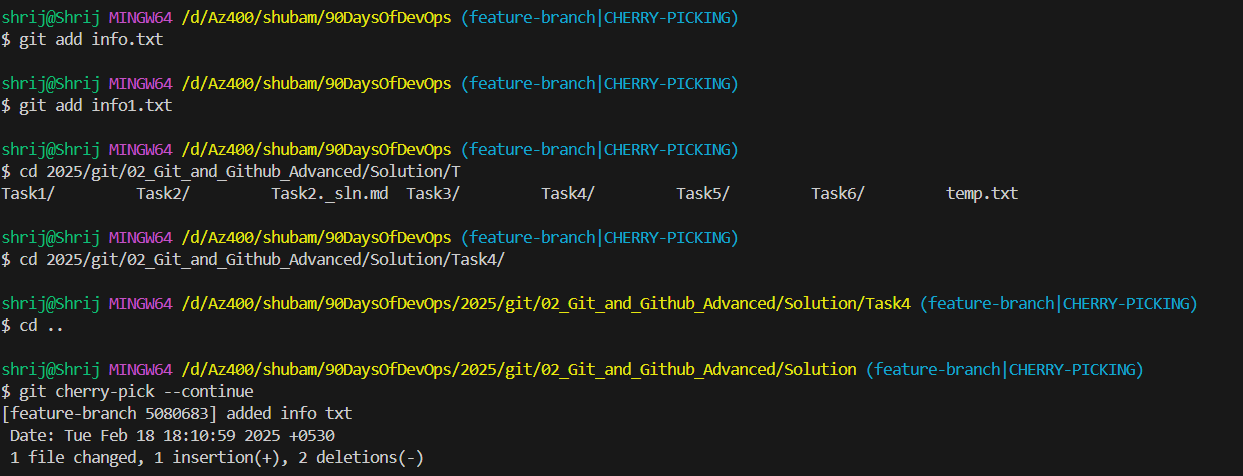 shrij@Shrij MINGW64 /d/Az400/shubam/90DaysOfDevOps (feature-branch|CHERRY-PICKING)
$ git add info.txt
shrij@Shrij MINGW64 /d/Az400/shubam/90DaysOfDevOps (feature-branch|CHERRY-PICKING)
$ git add info1.txt
shrij@Shrij MINGW64 /d/Az400/shubam/90DaysOfDevOps (feature-branch|CHERRY-PICKING)
$ cd 2025/git/02_Git_and_Github_Advanced/Solution/T
Task1/ Task2/ Task2._sln.md Task3/ Task4/ Task5/ Task6/ temp.txt
shrij@Shrij MINGW64 /d/Az400/shubam/90DaysOfDevOps (feature-branch|CHERRY-PICKING)
$ cd 2025/git/02_Git_and_Github_Advanced/Solution/Task4/
shrij@Shrij MINGW64 /d/Az400/shubam/90DaysOfDevOps/2025/git/02_Git_and_Github_Advanced/Solution/Task4 (feature-branch|CHERRY-PICKING)
$ cd ..
shrij@Shrij MINGW64 /d/Az400/shubam/90DaysOfDevOps/2025/git/02_Git_and_Github_Advanced/Solution (feature-branch|CHERRY-PICKING)
$ git cherry-pick --continue
[feature-branch 5080683] added info txt
Date: Tue Feb 18 18:10:59 2025 +0530
1 file changed, 1 insertion(+), 2 deletions(-)